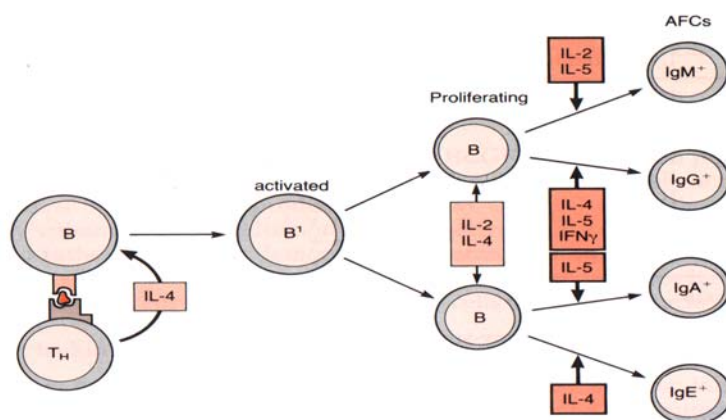 AFCs
IL-2
IL-5
IgM⁺
Proliferating
B
IgG⁺
activated
B
B¹
IL-2
IL-4
IL-4
IL-5
IFNγ
IL-4
IL-5
IgA⁺
B
T_H
IL-4
IgE⁺